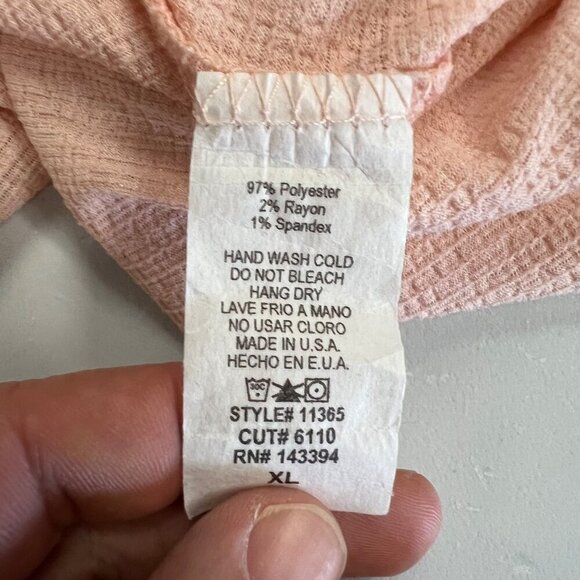 97% Polyester
2% Rayon
1% Spandex
HAND WASH COLD
DO NOT BLEACH
HANG DRY
LAVE FRIO A MANO
NO USAR CLORO
MADE IN U.S.A.
HECHO EN E.U.A.
30C
STYLE# 11365
CUT# 6110
RN# 143394
XL